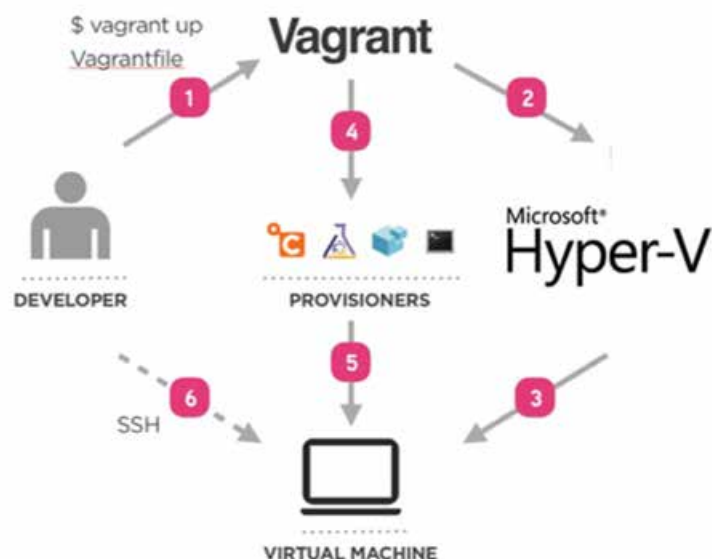 $ vagrant up
Vagrantfile
Vagrant
1
2
4
Microsoft®
Hyper-V
DEVELOPER
PROVISIONERS
5
6
3
SSH
VIRTUAL MACHINE